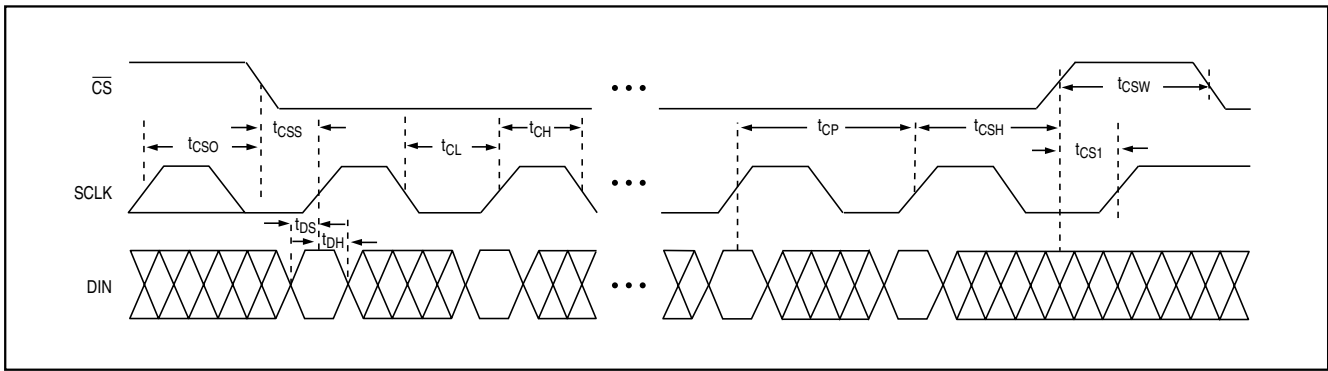 CS
tCSO
tCSS
tCL
tCH
tCP
tCSH
tCSW
tCS1
SCLK
tDS
tDH
DIN